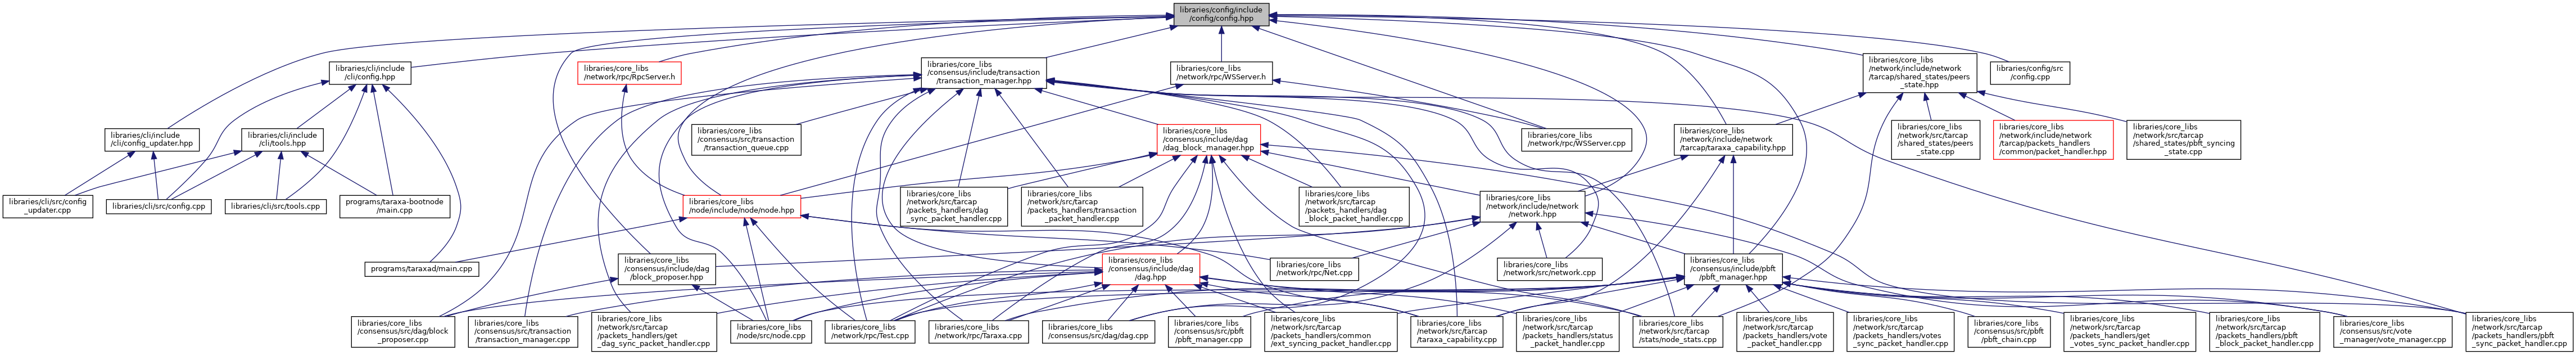 libraries/config/include
/config/config.hpp
libraries/cli/include
/cli/config.hpp
libraries/core_libs
/network/rpc/RpcServer.h
libraries/core_libs
/consensus/include/transaction
/transaction_manager.hpp
libraries/core_libs
/network/rpc/WSServer.h
libraries/core_libs
/network/include/network
/tarcap/shared_states/peers
_state.hpp
libraries/config/src
/config.cpp
libraries/cli/include
/cli/config_updater.hpp
libraries/cli/include
/cli/tools.hpp
libraries/core_libs
/consensus/src/transaction
/transaction_queue.cpp
libraries/core_libs
/consensus/include/dag
/dag_block_manager.hpp
libraries/core_libs
/network/rpc/WSServer.cpp
libraries/core_libs
/network/include/network
/tarcap/taraxa_capability.hpp
libraries/core_libs
/network/src/tarcap
/shared_states/peers
_state.cpp
libraries/core_libs
/network/include/network
/tarcap/packets_handlers
/common/packet_handler.hpp
libraries/core_libs
/network/src/tarcap
/shared_states/pbft_syncing
_state.cpp
libraries/cli/src/config
_updater.cpp
libraries/cli/src/config.cpp
libraries/cli/src/tools.cpp
programs/taraxa-bootnode
/main.cpp
libraries/core_libs
/node/include/node/node.hpp
libraries/core_libs
/network/src/tarcap
/packets_handlers/dag
_sync_packet_handler.cpp
libraries/core_libs
/network/src/tarcap
/packets_handlers/transaction
_packet_handler.cpp
libraries/core_libs
/network/src/tarcap
/packets_handlers/dag
_block_packet_handler.cpp
libraries/core_libs
/network/include/network
/network.hpp
programs/taraxad/main.cpp
libraries/core_libs
/consensus/include/dag
/block_proposer.hpp
libraries/core_libs
/consensus/include/dag
/dag.hpp
libraries/core_libs
/network/rpc/Net.cpp
libraries/core_libs
/network/src/network.cpp
libraries/core_libs
/consensus/include/pbft
/pbft_manager.hpp
libraries/core_libs
/consensus/src/dag/block
_proposer.cpp
libraries/core_libs
/consensus/src/transaction
/transaction_manager.cpp
libraries/core_libs
/network/src/tarcap
/packets_handlers/get
_dag_sync_packet_handler.cpp
libraries/core_libs
/node/src/node.cpp
libraries/core_libs
/network/rpc/Test.cpp
libraries/core_libs
/network/rpc/Taraxa.cpp
libraries/core_libs
/consensus/src/dag/dag.cpp
libraries/core_libs
/consensus/src/pbft
/pbft_manager.cpp
libraries/core_libs
/network/src/tarcap
/packets_handlers/common
/ext_syncing_packet_handler.cpp
libraries/core_libs
/network/src/tarcap
/taraxa_capability.cpp
libraries/core_libs
/network/src/tarcap
/packets_handlers/status
_packet_handler.cpp
libraries/core_libs
/network/src/tarcap
/stats/node_stats.cpp
libraries/core_libs
/network/src/tarcap
/packets_handlers/vote
_packet_handler.cpp
libraries/core_libs
/network/src/tarcap
/packets_handlers/votes
_sync_packet_handler.cpp
libraries/core_libs
/consensus/src/pbft
/pbft_chain.cpp
libraries/core_libs
/network/src/tarcap
/packets_handlers/get
_votes_sync_packet_handler.cpp
libraries/core_libs
/network/src/tarcap
/packets_handlers/pbft
_block_packet_handler.cpp
libraries/core_libs
/consensus/src/vote
_manager/vote_manager.cpp
libraries/core_libs
/network/src/tarcap
/packets_handlers/pbft
_sync_packet_handler.cpp